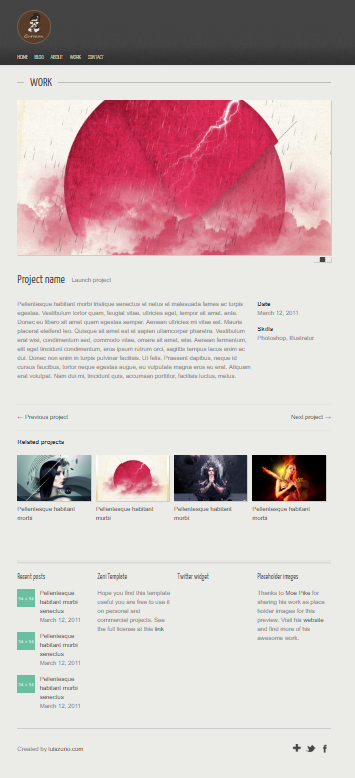 HOME BLOG ABOUT WORK CONTACT
WORK
Project name Launch project
Pellentesque habitant morbi tristique senectus et netus et malesuada fames ac turpis
egestas. Vestibulum tortor quam, feugiat vitae, ultricies eget, tempor sit amet, ante.
Donec eu libero sit amet quam egestas semper. Aenean ultricies mi vitae est. Mauris
placerat eleifend leo. Quisque sit amet est et sapien ullamcorper pharetra. Vestibulum
erat wisi, condimentum sed, commodo vitae, ornare sit amet, wisi. Aenean fermentum,
elit eget tincidunt condimentum, eros ipsum rutrum orci, sagittis tempus lacus enim ac
dui. Donec non enim in turpis pulvinar facilisis. Ut felis. Praesent dapibus, neque id
cursus faucibus, tortor neque egestas augue, eu vulputate magna eros eu erat. Aliquam
erat volutpat. Nam dui mi, tincidunt quis, accumsan porttitor, facilisis luctus, metus.
Date
March 12, 2011
Skills
Photoshop, Illustrator
← Previous project
Next project →
Related projects
Pellentesque habitant
morbi
Pellentesque habitant
morbi
Pellentesque habitant
morbi
Pellentesque habitant
morbi
Recent posts
Pellentesque
habitant morbi
senectus
March 12, 2011
Pellentesque
habitant morbi
senectus
March 12, 2011
Pellentesque
habitant morbi
senectus
March 12, 2011
Zeni Template
Hope you find this template
useful you are free to use it
on personal and
commercial projects. See
the full license at this link
Twitter widget
Placeholder images
Thanks to Moe Pike for
sharing his work as place
holder images for this
preview. Visit his website
and find more of his
awesome work.
Created by luiszuno.com